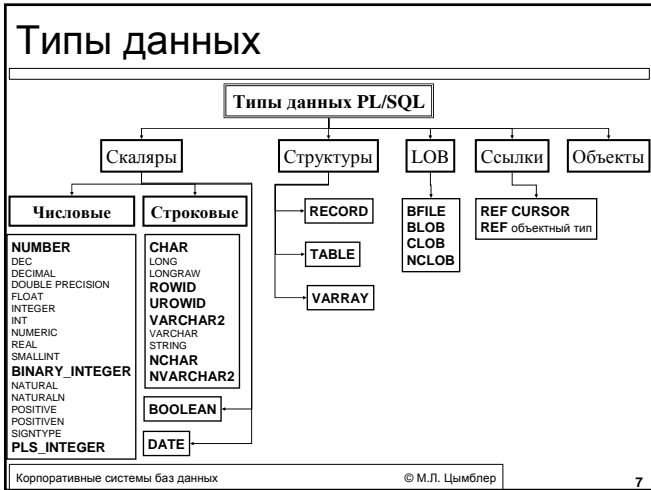 Типы данных
Типы данных PL/SQL
Скаляры
Структуры
LOB
Ссылки
Объекты
Числовые
Строковые
NUMBER
DEC
DECIMAL
DOUBLE PRECISION
FLOAT
INTEGER
INT
NUMERIC
REAL
SMALLINT
BINARY_INTEGER
NATURAL
NATURALN
POSITIVE
POSITIVEN
SIGNTYPE
PLS_INTEGER
CHAR
LONG
LONGRAW
ROWID
UROWID
VARCHAR2
VARCHAR
STRING
NCHAR
NVARCHAR2
BOOLEAN
DATE
RECORD
TABLE
VARRAY
BFILE
BLOB
CLOB
NCLOB
REF CURSOR
REF объектный тип
Корпоративные системы баз данных
© М.Л. Цымблер
7